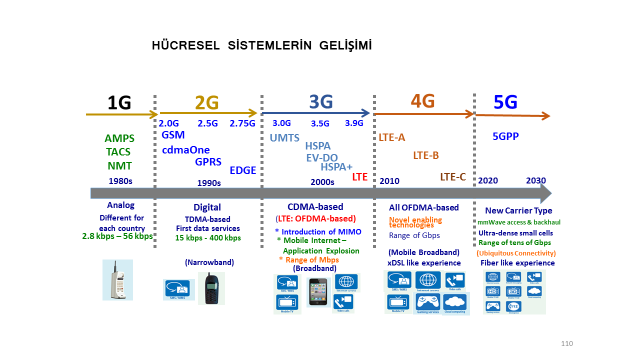 HÜCRESEL SİSTEMLERİN GELİŞİMİ
1G
2G
3G
4G
5G
2.0G 2.5G 2.75G
3.0G 3.5G 3.9G
AMPS
TACS
NMT
GSM
cdmaOne
GPRS
EDGE
UMTS
HSPA
EV-DO
HSPA+
LTE
LTE-A
LTE-B
LTE-C
5GPP
1980s
1990s
2000s
2010
2020
2030
Analog
Different for
each country
2.8 kbps – 56 kbps
Digital
TDMA-based
First data services
15 kbps - 400 kbps
(Narrowband)
CDMA-based
(LTE: OFDMA-based)
* Introduction of MIMO
* Mobile Internet –
Application Explosion
* Range of Mbps
(Broadband)
All OFDMA-based
Novel enabling
technologies
Range of Gbps
(Mobile Broadband)
xDSL like experience
New Carrier Type
mmWave access & backhaul
Ultra-dense small cells
Range of tens of Gbps
(Ubiquitous Connectivity)
Fiber like experience
110